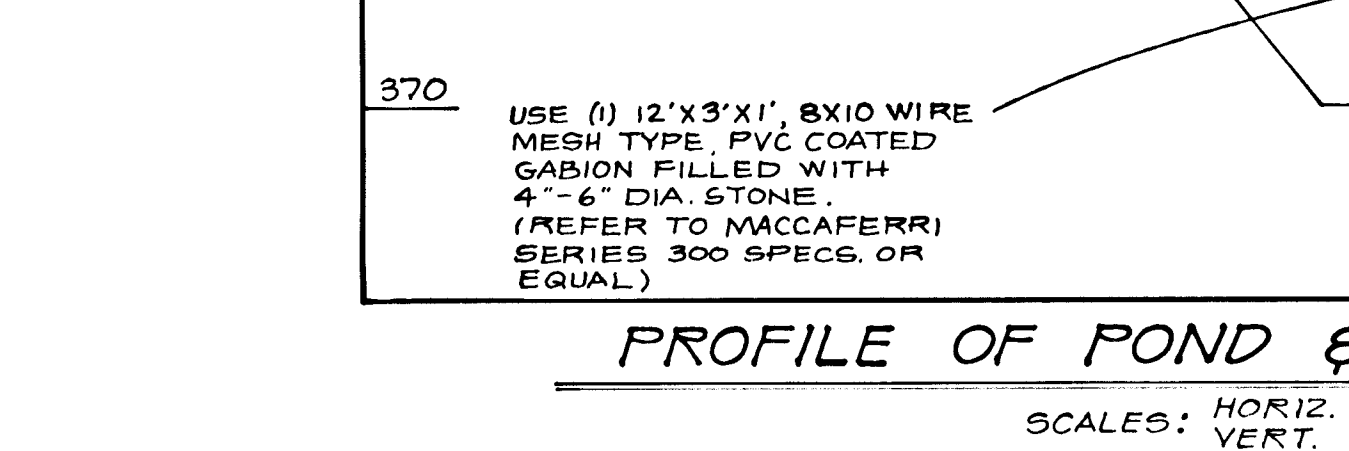 370
USE (1) 12'X3'X1', 8X10 WIRE
MESH TYPE, PVC COATED
GABION FILLED WITH
4"-6" DIA. STONE.
(REFER TO MACCAFERRI
SERIES 300 SPECS. OR
EQUAL)
PROFILE OF POND &
SCALES: HORIZ.
VERT.